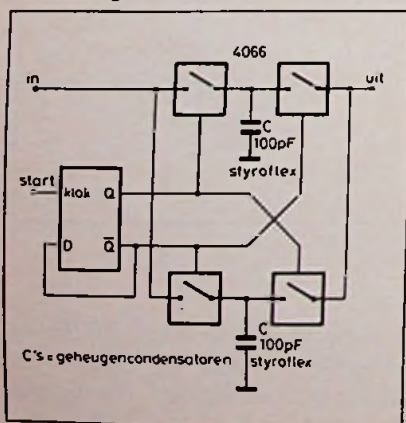 4066
in
uit
C
100pF
styroflex
start
klok Q
D Q̅
C
100pF
styroflex
C's = geheugencondensatoren